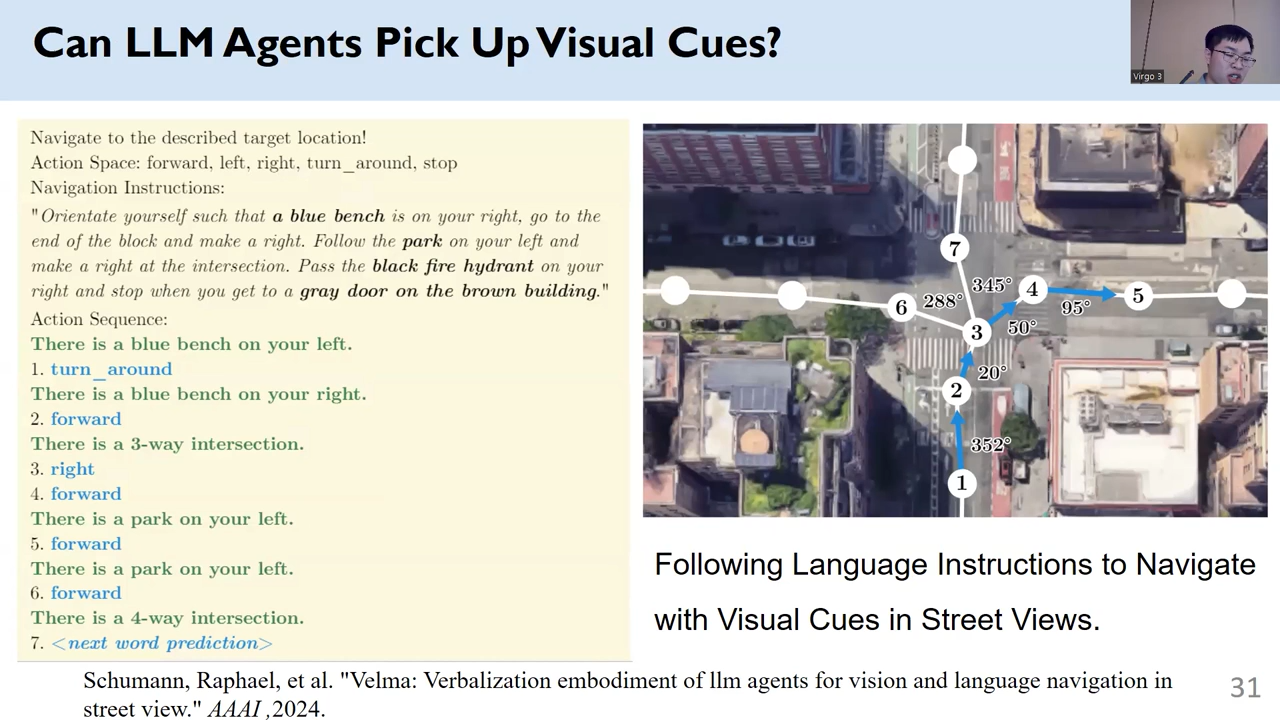 Can LLM Agents Pick Up Visual Cues?
Virgo 3
Navigate to the described target location!
Action Space: forward, left, right, turn_around, stop
Navigation Instructions:
"Orientate yourself such that a blue bench is on your right, go to the
end of the block and make a right. Follow the park on your left and
make a right at the intersection. Pass the black fire hydrant on your
right and stop when you get to a gray door on the brown building."
Action Sequence:
There is a blue bench on your left.
1. turn_around
There is a blue bench on your right.
2. forward
There is a 3-way intersection.
3. right
4. forward
There is a park on your left.
5. forward
There is a park on your left.
6. forward
There is a 4-way intersection.
7. <next word prediction>
7
345°
4
6
288°
95°
5
3
50°
20°
2
352°
1
Following Language Instructions to Navigate
with Visual Cues in Street Views.
Schumann, Raphael, et al. "Velma: Verbalization embodiment of llm agents for vision and language navigation in
street view." AAAI ,2024.
31